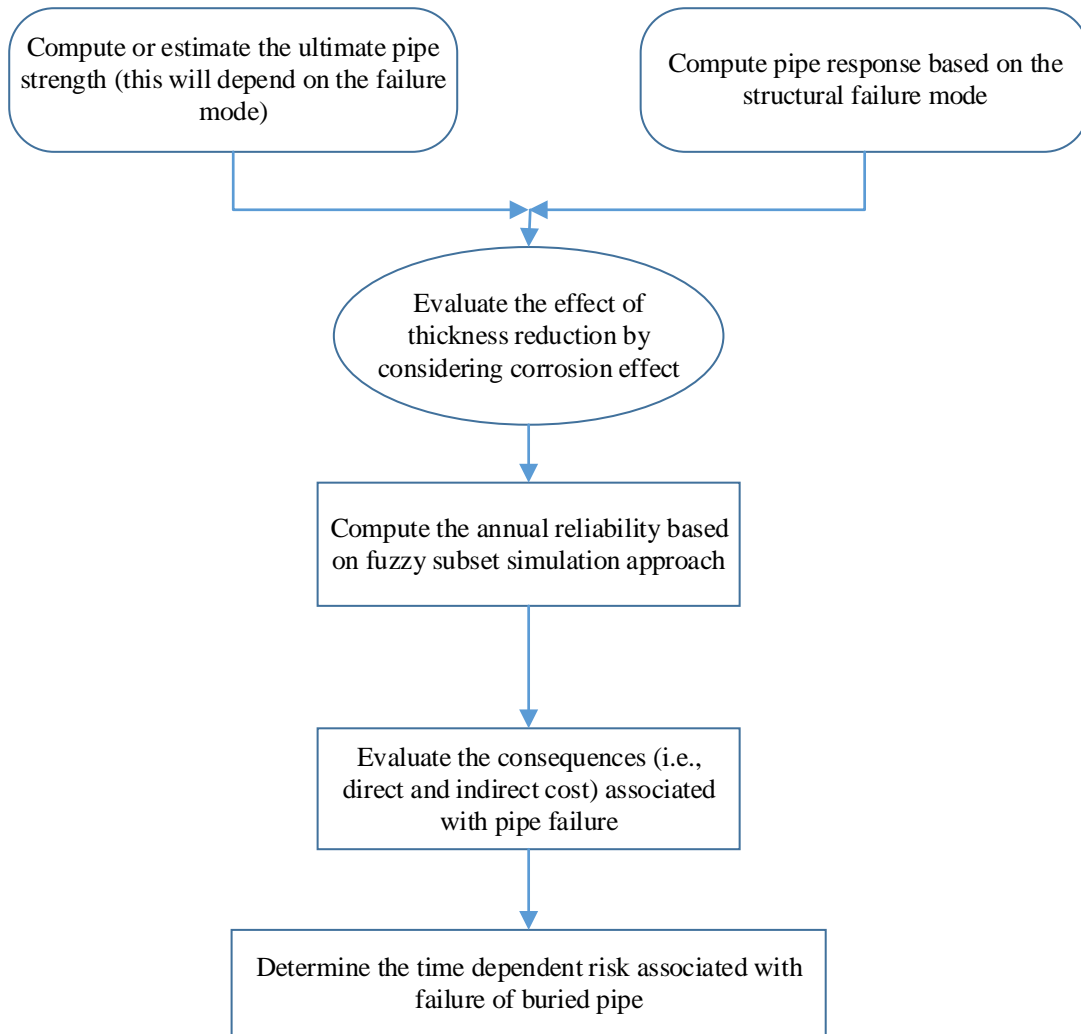 Compute or estimate the ultimate pipe
strength (this will depend on the failure
mode)
Compute pipe response based on the
structural failure mode
Evaluate the effect of
thickness reduction by
considering corrosion effect
Compute the annual reliability based
on fuzzy subset simulation approach
Evaluate the consequences (i.e.,
direct and indirect cost) associated
with pipe failure
Determine the time dependent risk associated with
failure of buried pipe